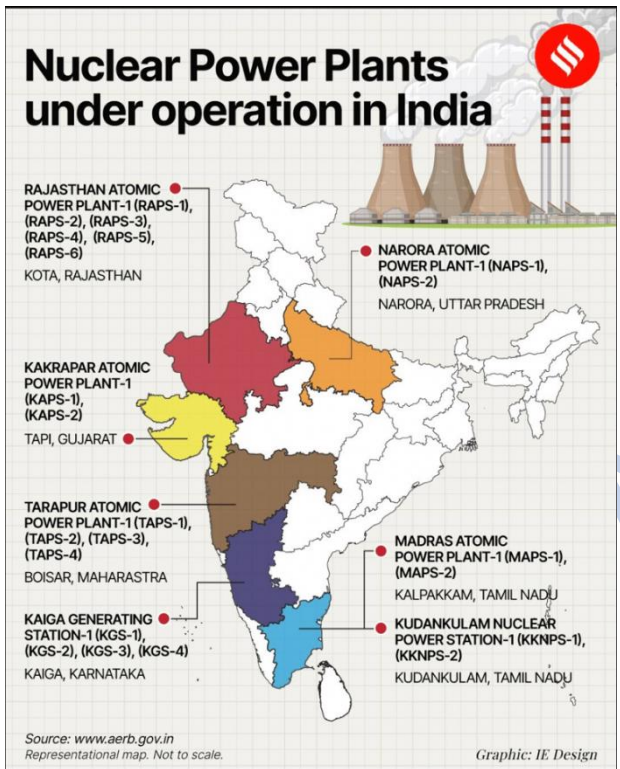 Nuclear Power Plants
under operation in India
RAJASTHAN ATOMIC
POWER PLANT-1 (RAPS-1),
(RAPS-2), (RAPS-3),
(RAPS-4), (RAPS-5),
(RAPS-6)
KOTA, RAJASTHAN
NARORA ATOMIC
POWER PLANT-1 (NAPS-1),
(NAPS-2)
NARORA, UTTAR PRADESH
KAKRAPAR ATOMIC
POWER PLANT-1
(KAPS-1),
(KAPS-2)
TAPI, GUJARAT
TARAPUR ATOMIC
POWER PLANT-1 (TAPS-1),
(TAPS-2), (TAPS-3),
(TAPS-4)
BOISAR, MAHARASTRA
MADRAS ATOMIC
POWER PLANT-1 (MAPS-1),
(MAPS-2)
KALPAKKAM, TAMIL NADU
KAIGA GENERATING
STATION-1 (KGS-1),
(KGS-2), (KGS-3), (KGS-4)
KAIGA, KARNATAKA
KUDANKULAM NUCLEAR
POWER STATION-1 (KKNPS-1),
(KKNPS-2)
KUDANKULAM, TAMIL NADU
Source: www.aerb.gov.in
Representational map. Not to scale.
Graphic: IE Design